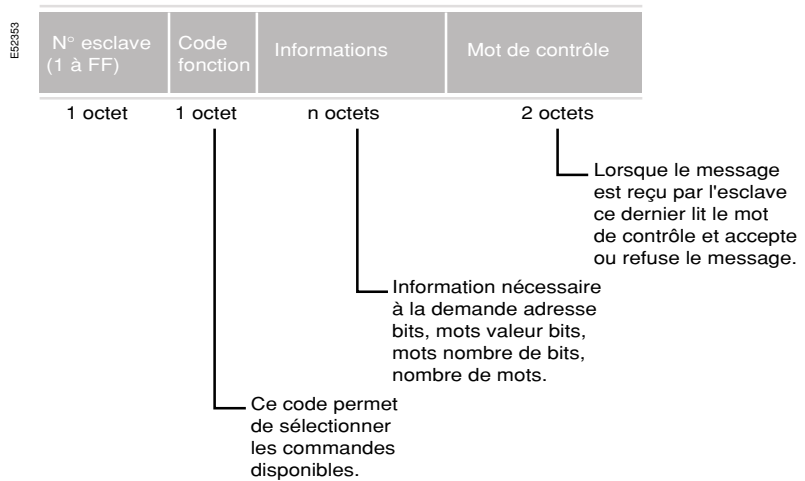 E52353
N° esclave
(1 à FF)
Code
fonction
Informations
Mot de contrôle
1 octet
1 octet
n octets
2 octets
Lorsque le message
est reçu par l'esclave
ce dernier lit le mot
de contrôle et accepte
ou refuse le message.
Information nécessaire
à la demande adresse
bits, mots valeur bits,
mots nombre de bits,
nombre de mots.
Ce code permet
de sélectionner
les commandes
disponibles.